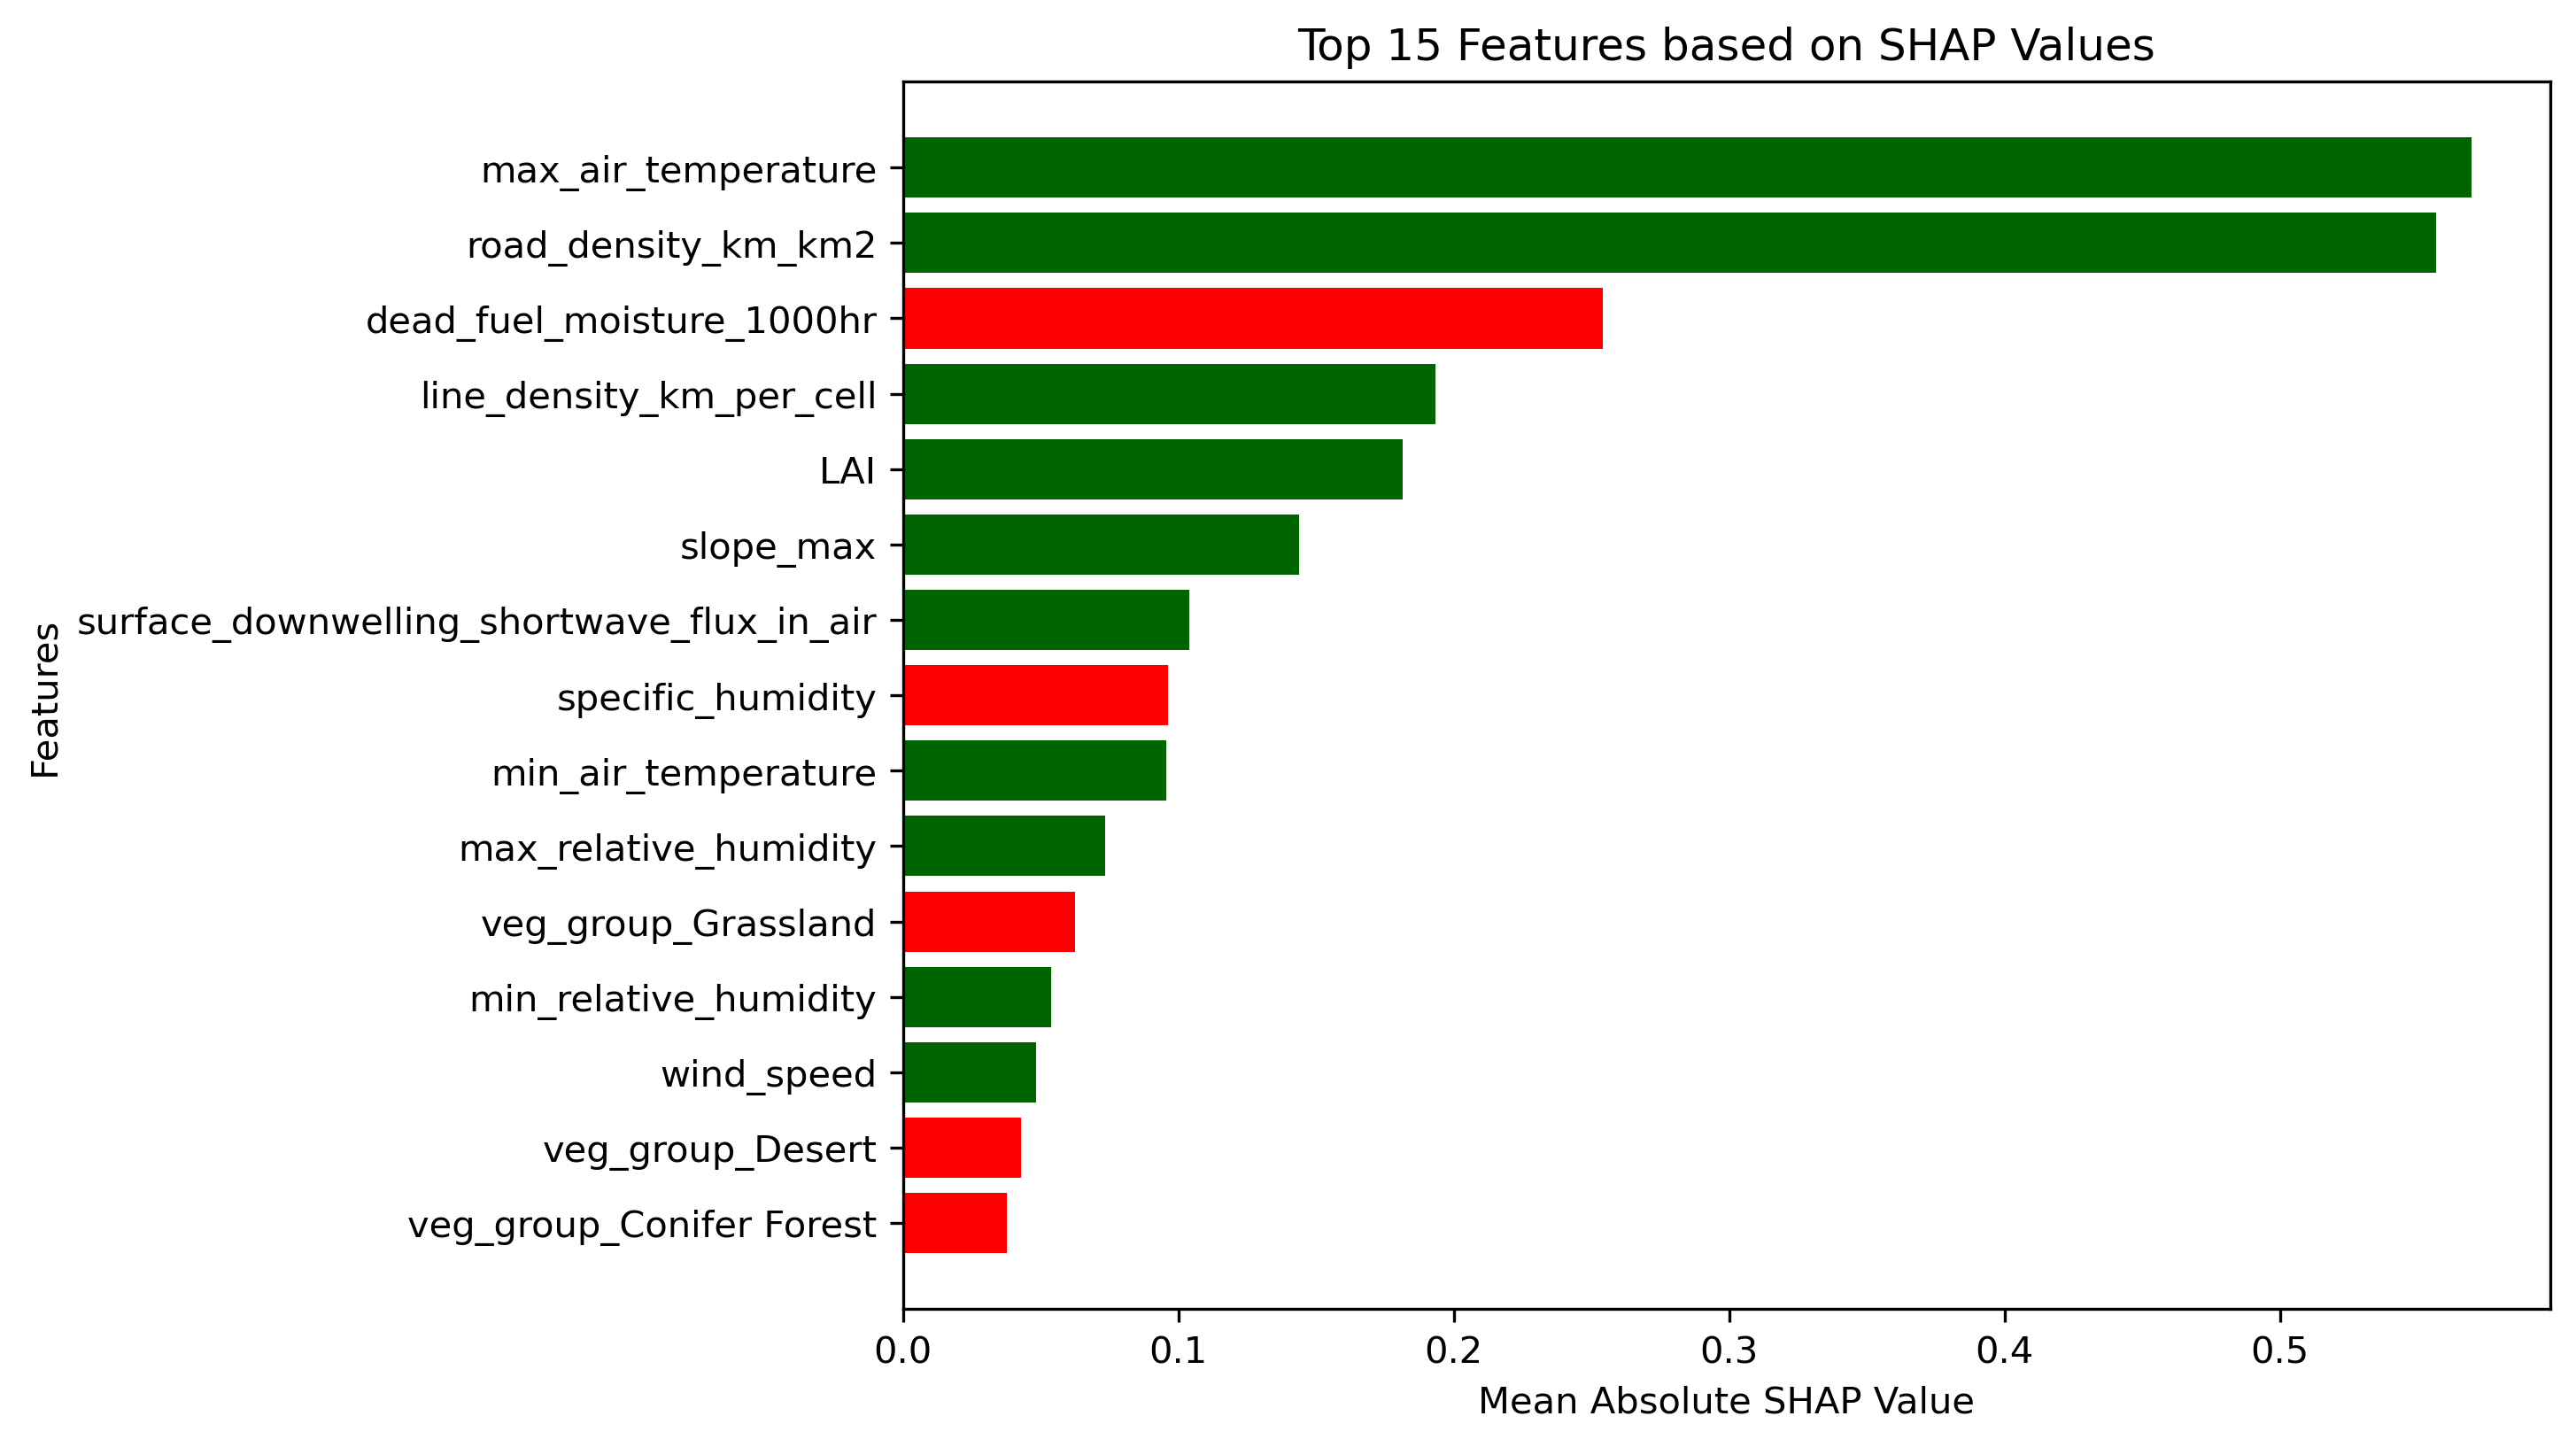 Top 15 Features based on SHAP Values
Features
max_air_temperature
road_density_km_km2
dead_fuel_moisture_1000hr
line_density_km_per_cell
LAI
slope_max
surface_downwelling_shortwave_flux_in_air
specific_humidity
min_air_temperature
max_relative_humidity
veg_group_Grassland
min_relative_humidity
wind_speed
veg_group_Desert
veg_group_Conifer Forest
0.0 0.1 0.2 0.3 0.4 0.5
Mean Absolute SHAP Value